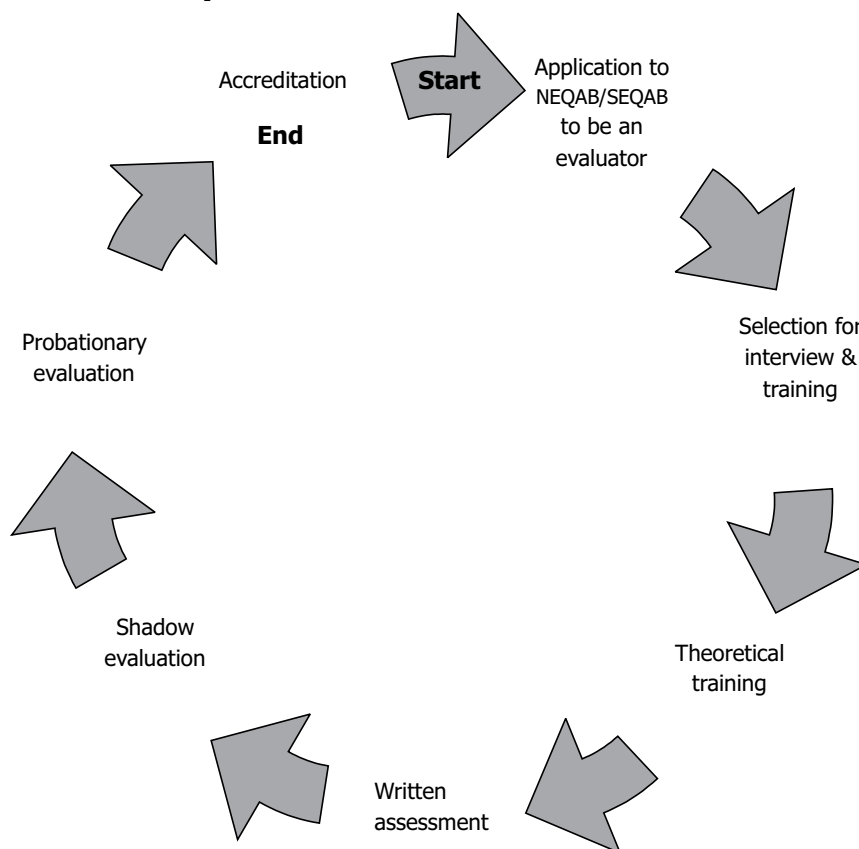 Start
Application to
NEQAB/SEQAB
to be an
evaluator
Selection for
interview &
training
Theoretical
training
Written
assessment
Shadow
evaluation
Probationary
evaluation
Accreditation
End